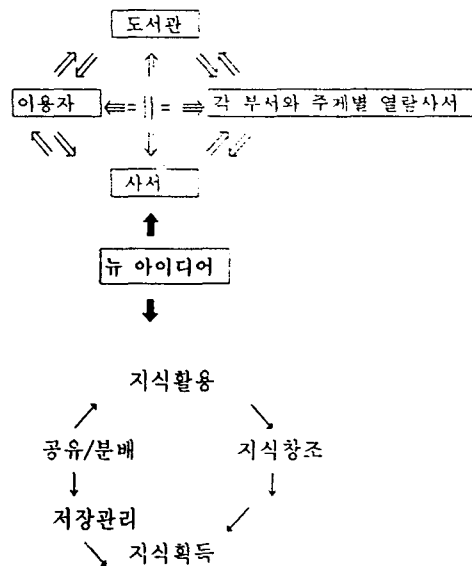 도서관
이용자 각 부서와 주제별 열람사서
사서
뉴 아이디어
지식활용
공유/분배 지식창조
저장관리
지식획득